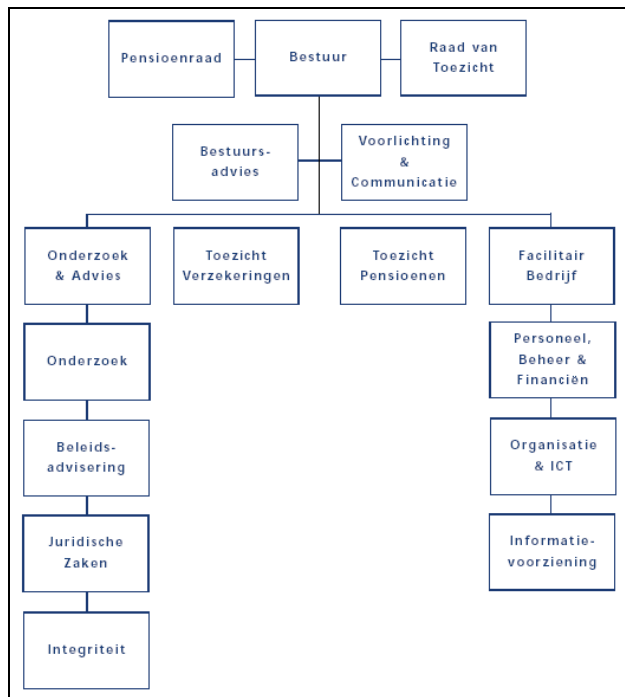 Pensioenraad
Bestuur
Raad van
Toezicht
Bestuurs-
advies
Voorlichting
&
Communicatie
Onderzoek
& Advies
Toezicht
Verzekeringen
Toezicht
Pensioenen
Facilitair
Bedrijf
Onderzoek
Personeel,
Beheer &
Financiën
Beleids-
advisering
Organisatie
& ICT
Juridische
Zaken
Informatie-
voorziening
Integriteit